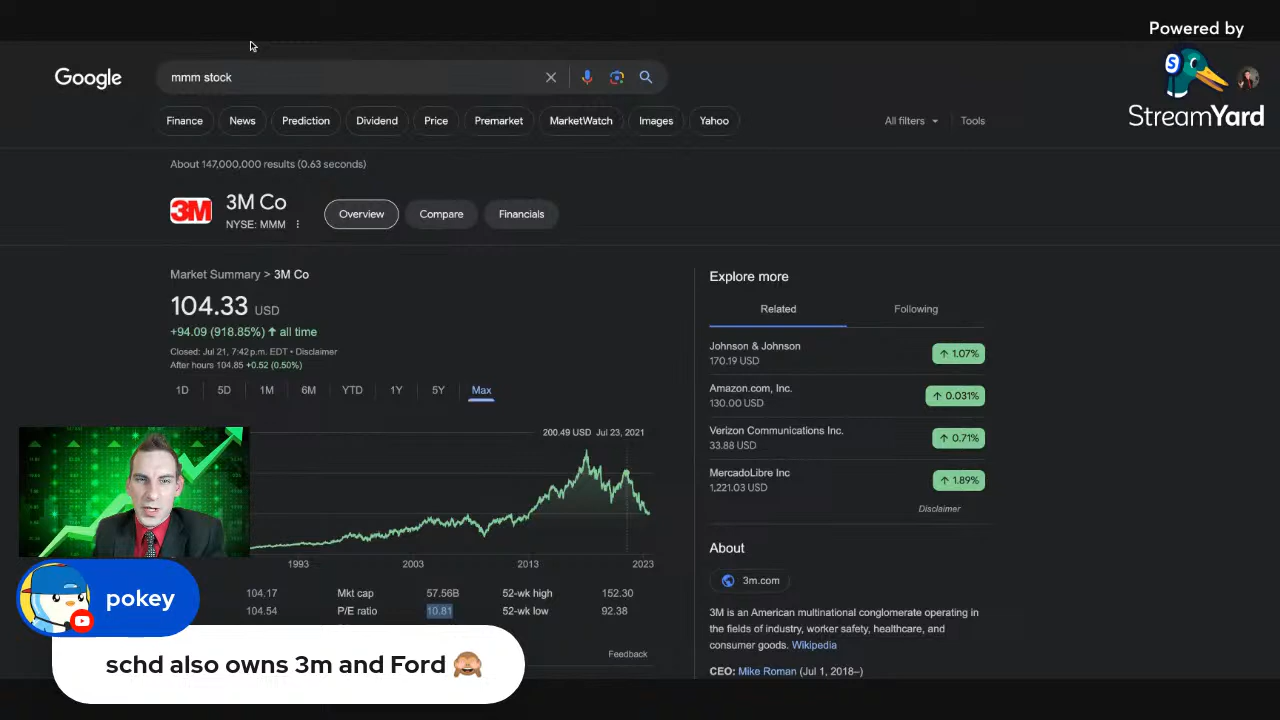 Powered by
StreamYard
Google
mmm stock
Finance
News
Prediction
Dividend
Price
Premarket
MarketWatch
Images
Yahoo
All filters
Tools
About 147,000,000 results (0.63 seconds)
3M
3M Co
NYSE: MMM
Overview
Compare
Financials
Market Summary > 3M Co
104.33 USD
+94.09 (918.85%) ↑ all time
Closed: Jul 21, 7:42 p.m. EDT • Disclaimer
After hours 104.85 +0.52 (0.50%)
1D 5D 1M 6M YTD 1Y 5Y Max
200.49 USD Jul 23, 2021
1993 2003 2013 2023
104.17 Mkt cap 57.56B 52-wk high 152.30
104.54 P/E ratio 10.81 52-wk low 92.38
Feedback
Explore more
Related
Following
Johnson & Johnson
170.19 USD
↑ 1.07%
Amazon.com, Inc.
130.00 USD
↑ 0.031%
Verizon Communications Inc.
33.88 USD
↑ 0.71%
MercadoLibre Inc
1,221.03 USD
↑ 1.89%
Disclaimer
About
3m.com
3M is an American multinational conglomerate operating in
the fields of industry, worker safety, healthcare, and
consumer goods. Wikipedia
CEO: Mike Roman (Jul 1, 2018–)
pokey
schd also owns 3m and Ford 🙈